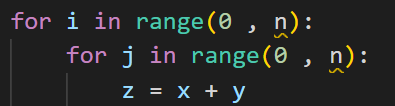 for i in range(0 , n):
    for j in range(0 , n):
        z = x + y